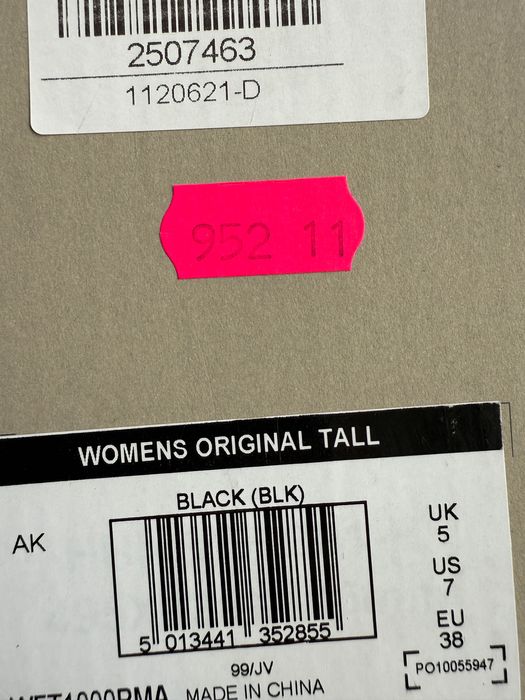 2507463
1120621-D
952 11
WOMENS ORIGINAL TALL
BLACK (BLK)
AK
5 013441 352855
UK
5
US
7
EU
38
99/JV
PO10055947
MADE IN CHINA